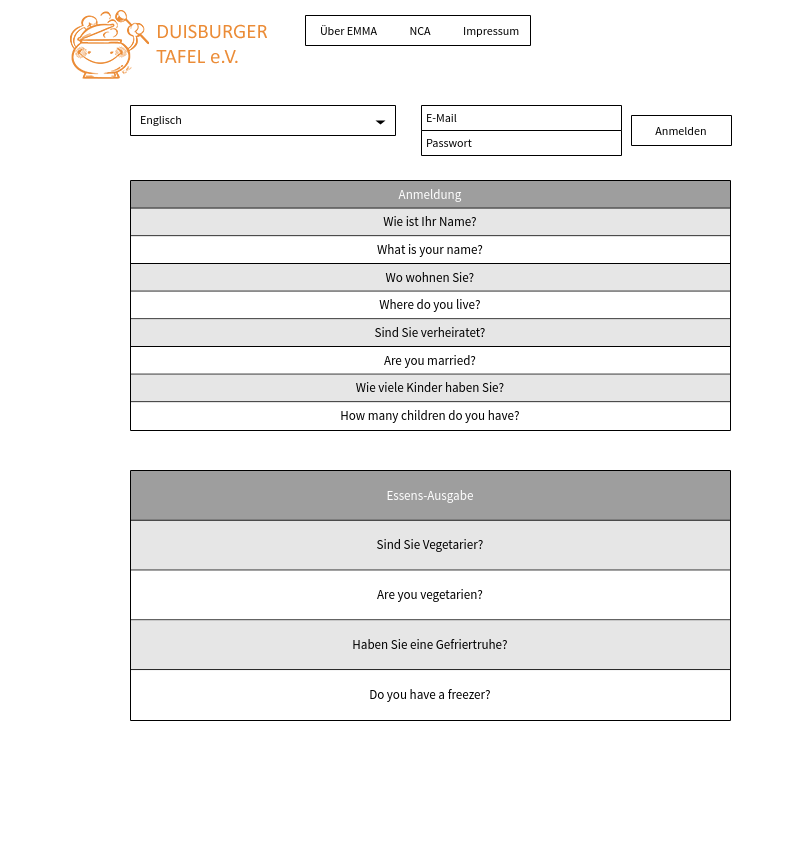 DUISBURGER
TAFEL e.V.
Über EMMA NCA Impressum
Englisch
E-Mail
Passwort
Anmelden
Anmeldung
Wie ist Ihr Name?
What is your name?
Wo wohnen Sie?
Where do you live?
Sind Sie verheiratet?
Are you married?
Wie viele Kinder haben Sie?
How many children do you have?
Essens-Ausgabe
Sind Sie Vegetarier?
Are you vegetarien?
Haben Sie eine Gefriertruhe?
Do you have a freezer?